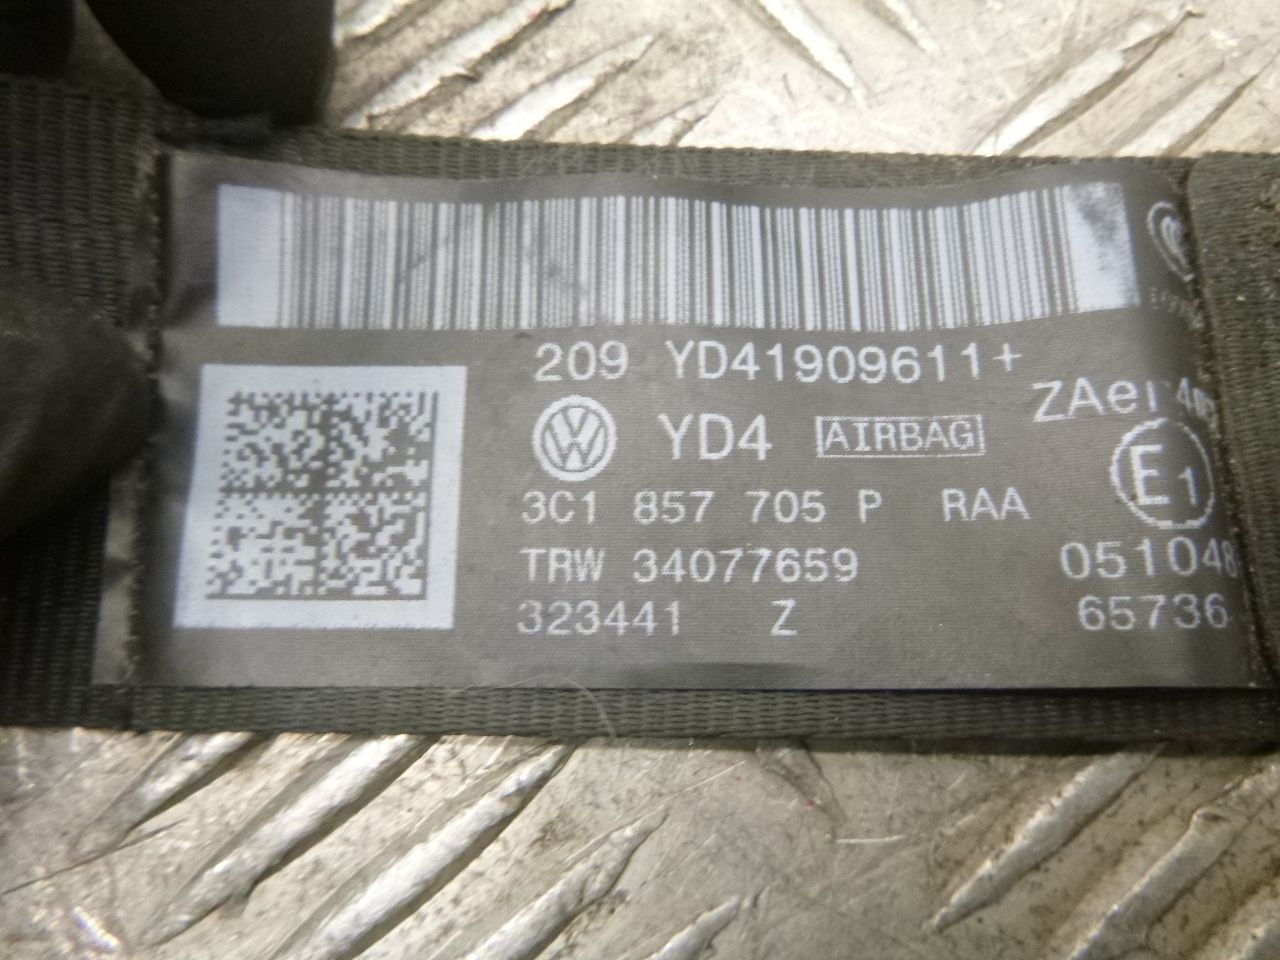 209 YD41909611+
YD4 AIRBAG
E1
3C1 857 705 P RAA
TRW 34077659
051048
323441 Z
65736